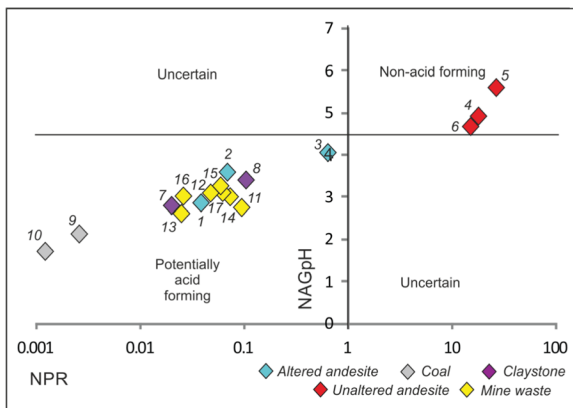 7
6
5
4
3
2
1
0
Uncertain
Non-acid forming
5
4
6
3
2
8
15
16
12
7
11
17
14
13
1
9
10
Potentially
acid
forming
NAGpH
Uncertain
0.001
0.01
0.1
1
10
100
NPR
Altered andesite
Coal
Claystone
Unaltered andesite
Mine waste